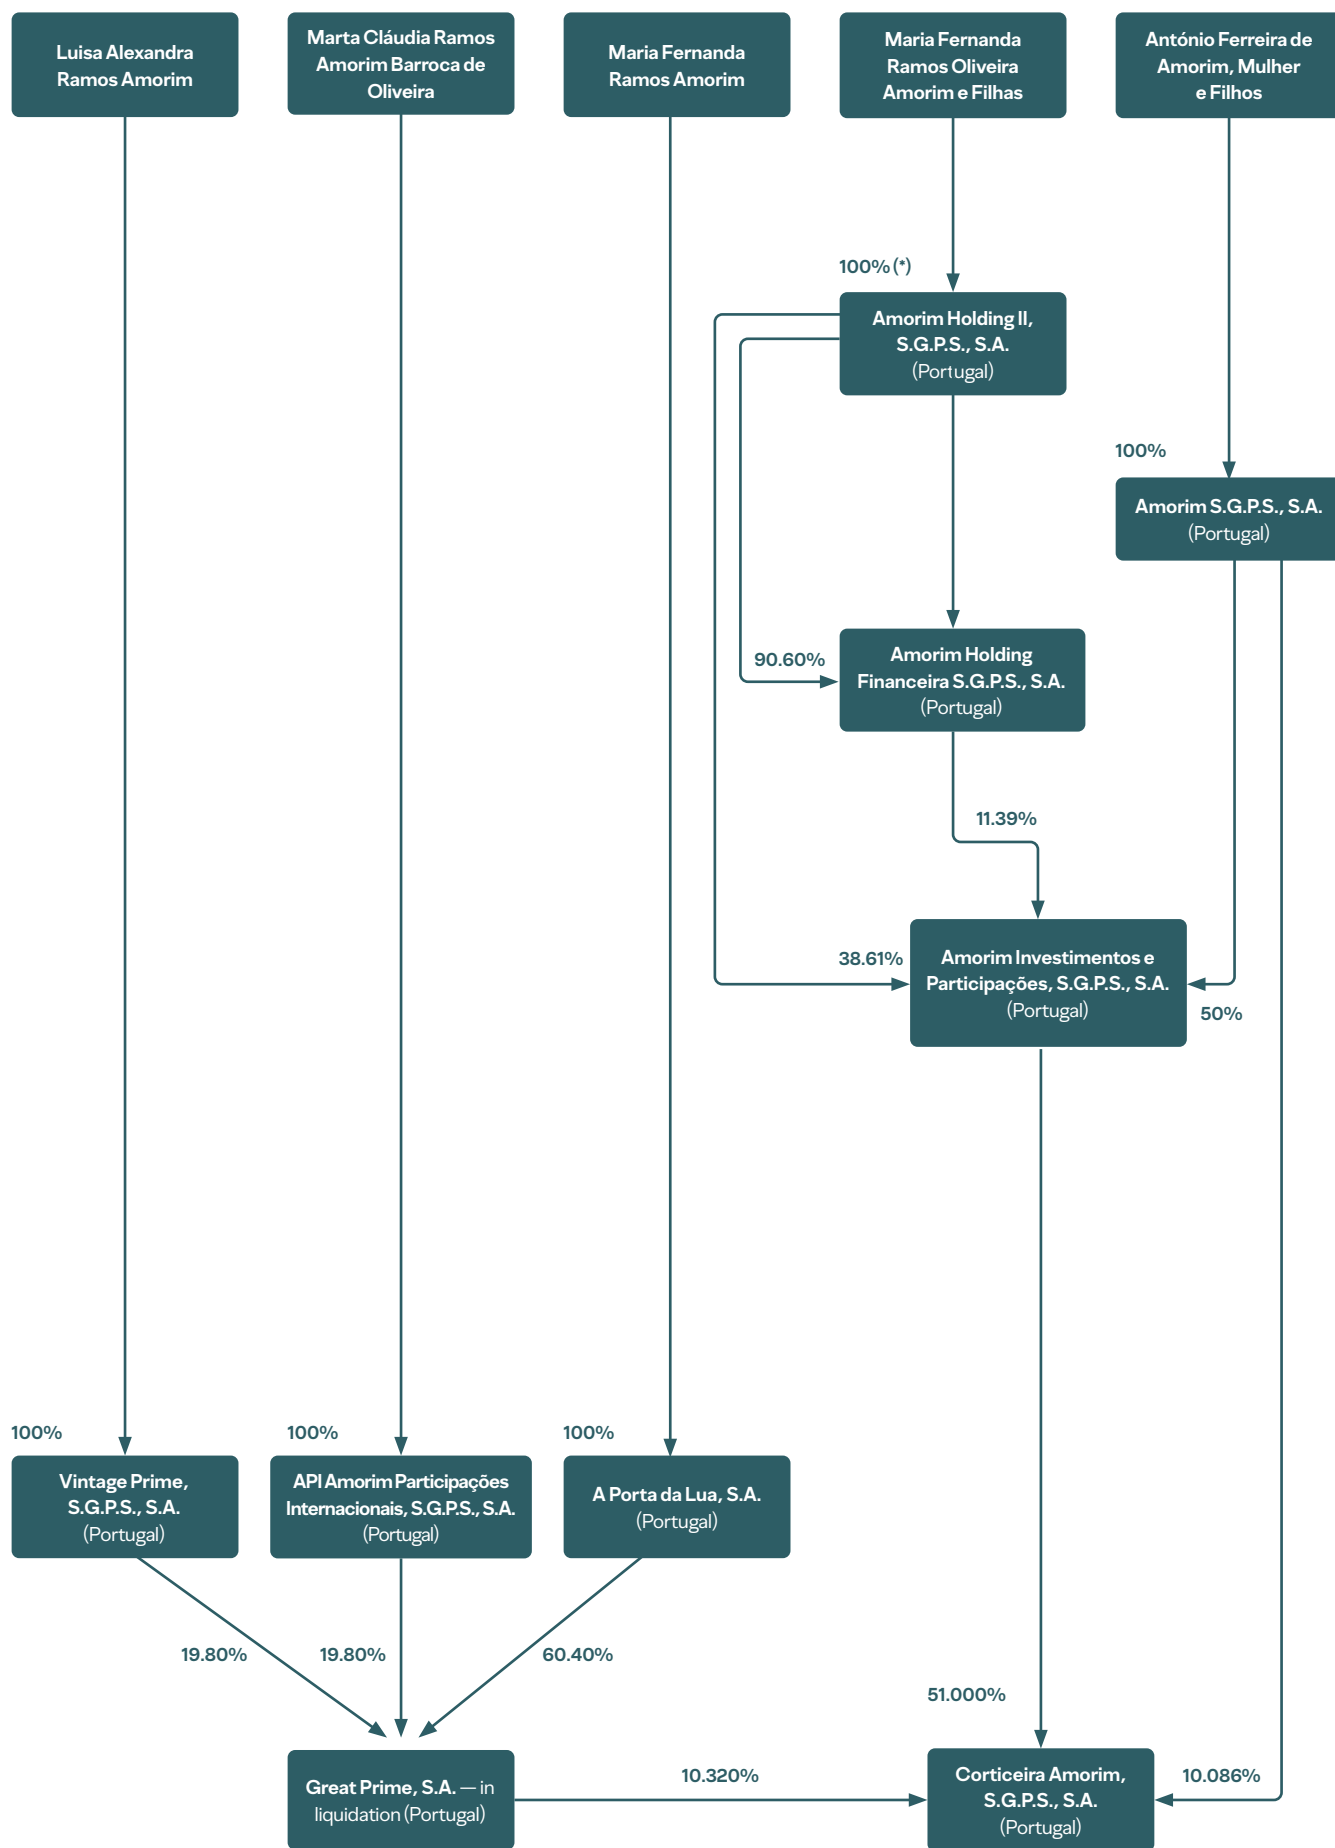 Luisa Alexandra
Ramos Amorim
Marta Cláudia Ramos
Amorim Barroca de
Oliveira
Maria Fernanda
Ramos Amorim
Maria Fernanda
Ramos Oliveira
Amorim e Filhas
António Ferreira de
Amorim, Mulher
e Filhos
100% (*)
Amorim Holding II,
S.G.P.S., S.A.
(Portugal)
100%
Amorim S.G.P.S., S.A.
(Portugal)
90.60%
Amorim Holding
Financeira S.G.P.S., S.A.
(Portugal)
11.39%
38.61%
Amorim Investimentos e
Participações, S.G.P.S., S.A.
(Portugal)
50%
100%
Vintage Prime,
S.G.P.S., S.A.
(Portugal)
100%
API Amorim Participações
Internacionais, S.G.P.S., S.A.
(Portugal)
100%
A Porta da Lua, S.A.
(Portugal)
19.80%
19.80%
60.40%
51.000%
Great Prime, S.A. — in
liquidation (Portugal)
10.320%
Corticeira Amorim,
S.G.P.S., S.A.
(Portugal)
10.086%